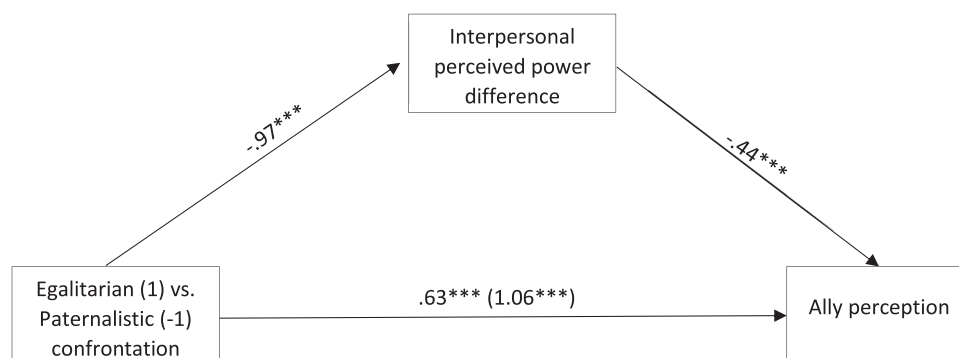 Interpersonal
perceived power
difference
-.97***
-.44***
Egalitarian (1) vs.
Paternalistic (-1)
confrontation
.63*** (1.06***)
Ally perception